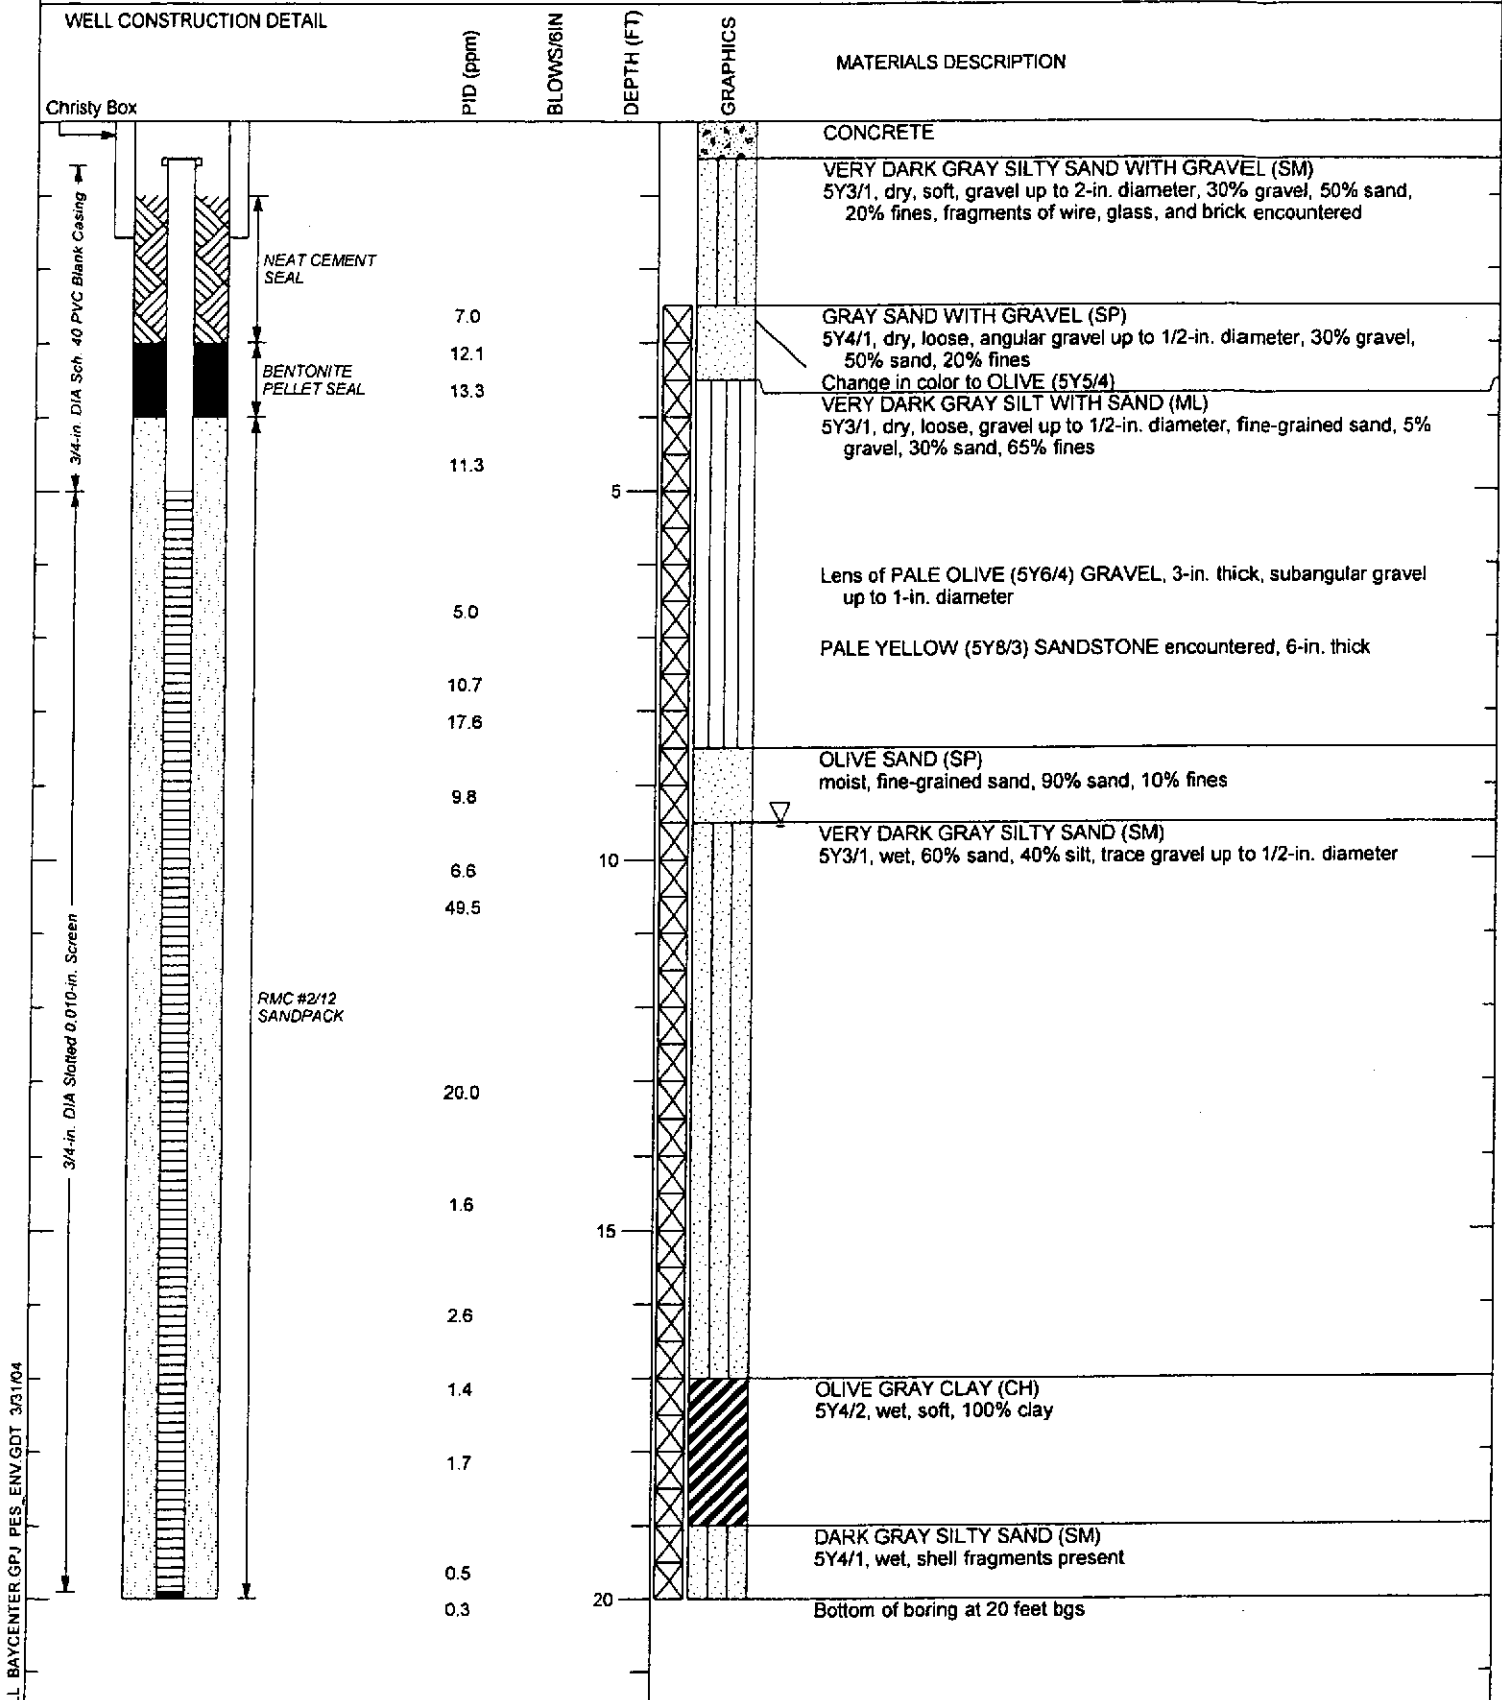 WELL CONSTRUCTION DETAIL
PID (ppm)
BLOWS/6IN
DEPTH (FT)
GRAPHICS
MATERIALS DESCRIPTION
Christy Box
CONCRETE
VERY DARK GRAY SILTY SAND WITH GRAVEL (SM)
5Y3/1, dry, soft, gravel up to 2-in. diameter, 30% gravel, 50% sand,
20% fines, fragments of wire, glass, and brick encountered
3/4-in. DIA Sch. 40 PVC Blank Casing
NEAT CEMENT
SEAL
7.0
GRAY SAND WITH GRAVEL (SP)
5Y4/1, dry, loose, angular gravel up to 1/2-in. diameter, 30% gravel,
50% sand, 20% fines
12.1
BENTONITE
PELLET SEAL
13.3
Change in color to OLIVE (5Y5/4)
VERY DARK GRAY SILT WITH SAND (ML)
5Y3/1, dry, loose, gravel up to 1/2-in. diameter, fine-grained sand, 5%
gravel, 30% sand, 65% fines
11.3
5
Lens of PALE OLIVE (5Y6/4) GRAVEL, 3-in. thick, subangular gravel
up to 1-in. diameter
5.0
PALE YELLOW (5Y8/3) SANDSTONE encountered, 6-in. thick
10.7
17.6
OLIVE SAND (SP)
moist, fine-grained sand, 90% sand, 10% fines
9.8
VERY DARK GRAY SILTY SAND (SM)
5Y3/1, wet, 60% sand, 40% silt, trace gravel up to 1/2-in. diameter
10
6.6
49.5
3/4-in. DIA Slotted 0.010-in. Screen
RMC #2/12
SANDPACK
20.0
1.6
15
2.6
1.4
OLIVE GRAY CLAY (CH)
5Y4/2, wet, soft, 100% clay
1.7
DARK GRAY SILTY SAND (SM)
5Y4/1, wet, shell fragments present
0.5
20
0.3
Bottom of boring at 20 feet bgs
BAYCENTER.GPJ PES_ENV.GDT 3/31/04